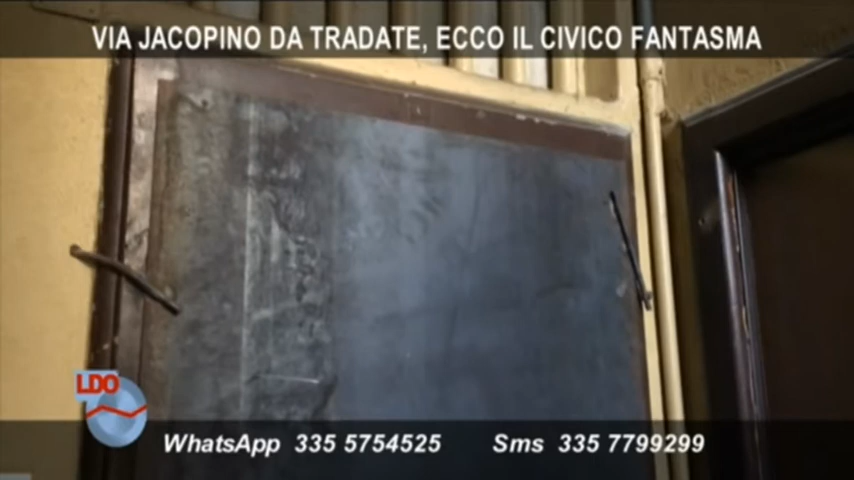 VIA JACOPINO DA TRADATE, ECCO IL CIVICO FANTASMA
LDO
WhatsApp 335 5754525 Sms 335 7799299